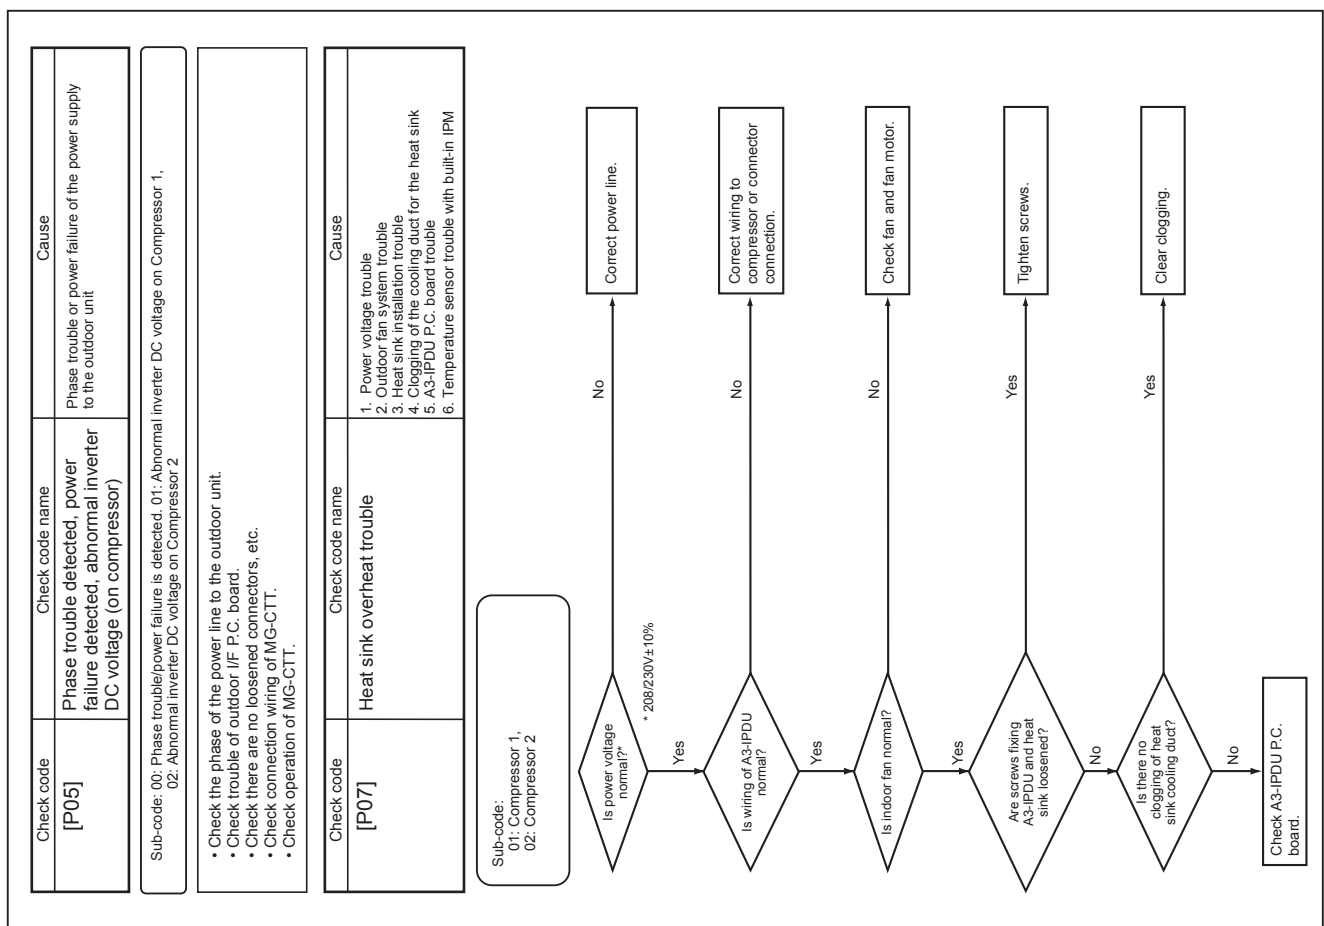 Check code
Check code name
Cause
[P05]
Phase trouble detected, power
failure detected, abnormal inverter
DC voltage (on compressor)
Phase trouble or power failure of the power supply
to the outdoor unit
Sub-code: 00: Phase trouble/power failure is detected. 01: Abnormal inverter DC voltage on Compressor 1,
02: Abnormal inverter DC voltage on Compressor 2
• Check the phase of the power line to the outdoor unit.
• Check trouble of outdoor I/F P.C. board.
• Check there are no loosened connectors, etc.
• Check connection wiring of MG-CTT.
• Check operation of MG-CTT.
Check code
Check code name
Cause
[P07]
Heat sink overheat trouble
1. Power voltage trouble
2. Outdoor fan system trouble
3. Heat sink installation trouble
4. Clogging of the cooling duct for the heat sink
5. A3-IPDU P.C. board trouble
6. Temperature sensor trouble with built-in IPM
Sub-code:
01: Compressor 1,
02: Compressor 2
Is power voltage
normal?*
No
Correct power line.
* 208/230V±10%
Yes
Is wiring of A3-IPDU
normal?
No
Correct wiring to
compressor or connector
connection.
Yes
Is indoor fan normal?
No
Check fan and fan motor.
Yes
Are screws fixing
A3-IPDU and heat
sink loosened?
Yes
Tighten screws.
No
Is there no
clogging of heat
sink cooling duct?
Yes
Clear clogging.
No
Check A3-IPDU P.C.
board.